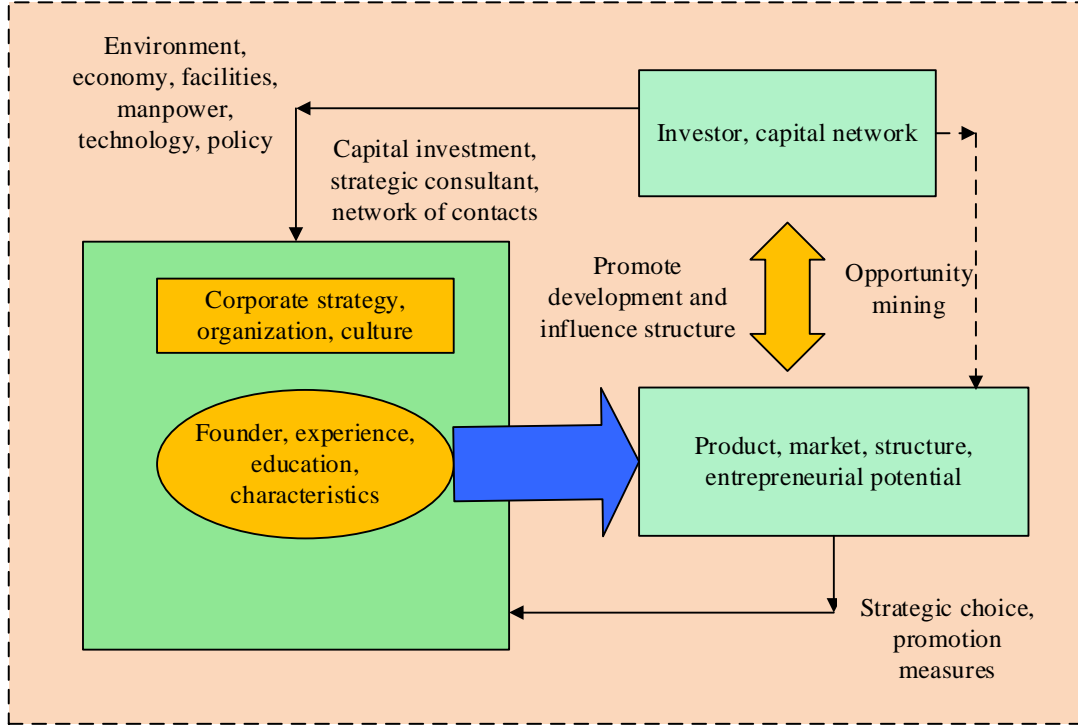 Environment,
economy, facilities,
manpower,
technology, policy
Investor, capital network
Capital investment,
strategic consultant,
network of contacts
Promote
development and
influence structure
Opportunity
mining
Corporate strategy,
organization, culture
Founder, experience,
education,
characteristics
Product, market, structure,
entrepreneurial potential
Strategic choice,
promotion
measures